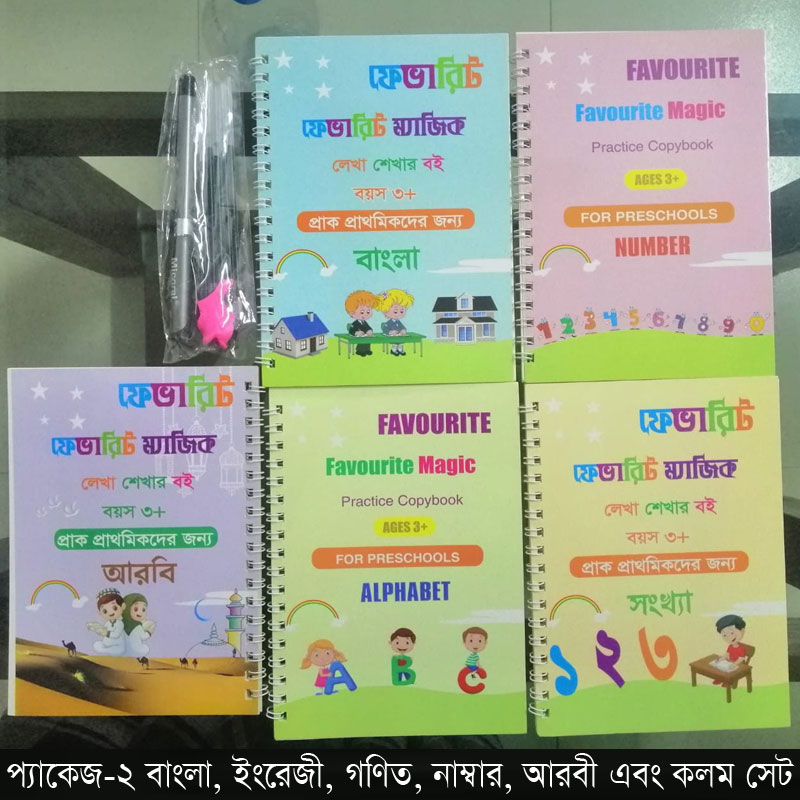 ফেভারিট
ফেভারিট ম্যাজিক
লেখা শেখার বই
বয়স ৩+
প্রাক প্রাথমিকদের জন্য
বাংলা
FAVOURITE
Favourite Magic
Practice Copybook
AGES 3+
FOR PRESCHOOLS
NUMBER
1 2 3 4 5 6 7 8 9 0
ফেভারিট
ফেভারিট ম্যাজিক
লেখা শেখার বই
বয়স ৩+
প্রাক প্রাথমিকদের জন্য
আরবি
FAVOURITE
Favourite Magic
Practice Copybook
AGES 3+
FOR PRESCHOOLS
ALPHABET
A B C
ফেভারিট
ফেভারিট ম্যাজিক
লেখা শেখার বই
বয়স ৩+
প্রাক প্রাথমিকদের জন্য
সংখ্যা
১ ২ ৩
প্যাকেজ-২ বাংলা, ইংরেজী, গণিত, নাম্বার, আরবী এবং কলম সেট